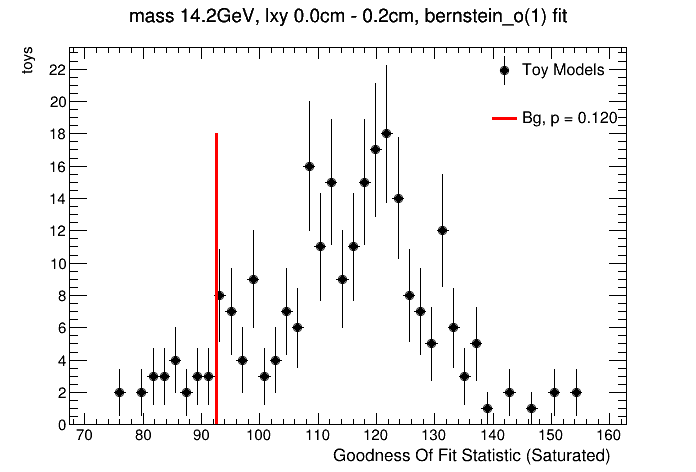 mass 14.2GeV, lxy 0.0cm - 0.2cm, bernstein_o(1) fit
toys
Toy Models
Bg, p = 0.120
22
20
18
16
14
12
10
8
6
4
2
0
70 80 90 100 110 120 130 140 150 160
Goodness Of Fit Statistic (Saturated)